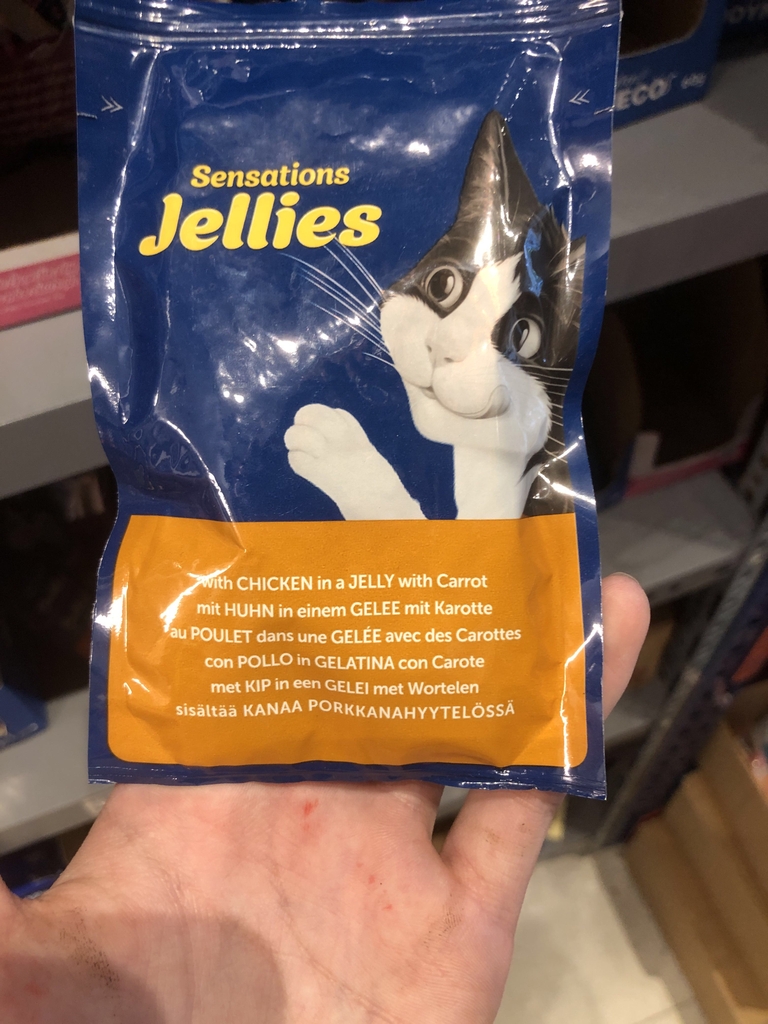 Sensations
Jellies
with CHICKEN in a JELLY with Carrot
mit HUHN in einem GELEE mit Karotte
au POULET dans une GELÉE avec des Carottes
con POLLO in GELATINA con Carote
met KIP in een GELEI met Wortelen
sisältää KANAA PORKKANAHYYTELÖSSÄ
ECO